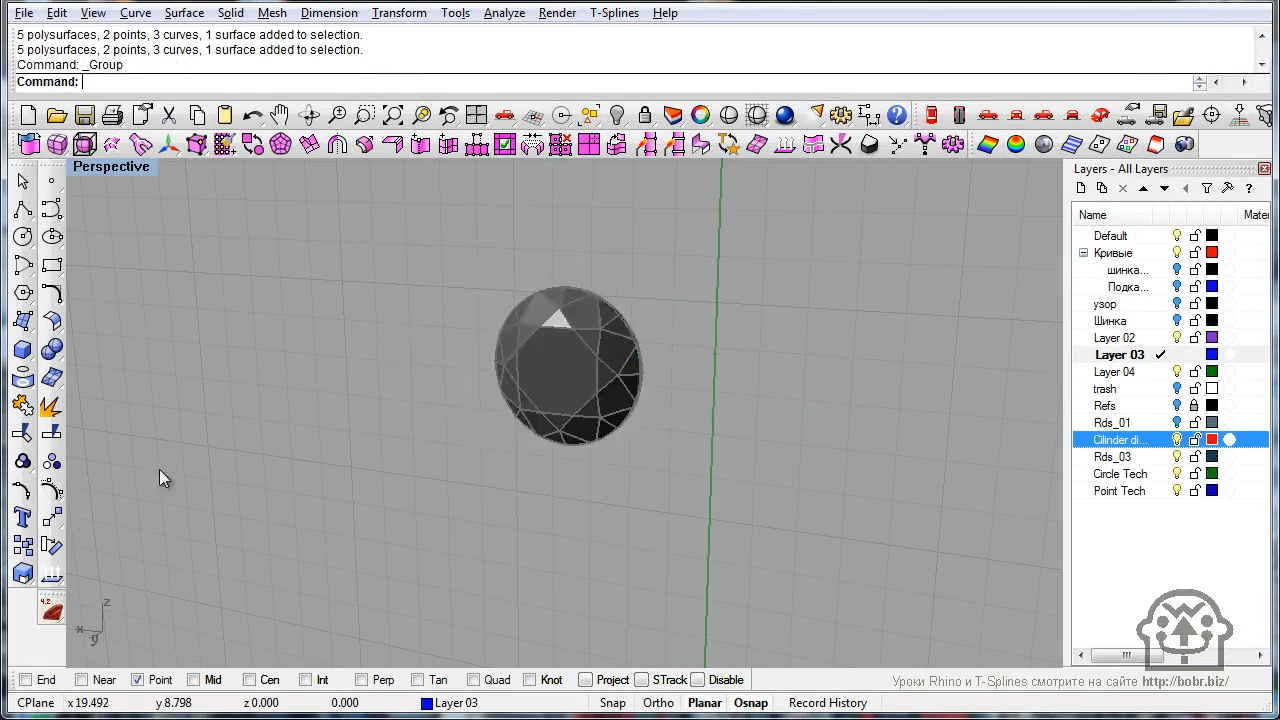 File Edit View Curve Surface Solid Mesh Dimension Transform Tools Analyze Render T-Splines Help
5 polysurfaces, 2 points, 3 curves, 1 surface added to selection.
5 polysurfaces, 2 points, 3 curves, 1 surface added to selection.
Command: _Group
Command:
Perspective
Layers - All Layers
Name Mater
Default
Кривые
шинка...
Подка...
ysop
Шинка
Layer 02
Layer 03
Layer 04
trash
Refs
Rds_01
Cilinder di...
Rds_03
Circle Tech
Point Tech
4.2
z
x
y
Уроки Rhino и T-Splines смотрите на сайте http://bobr.biz/
End Near Point Mid Cen Int Perp Tan Quad Knot Project STrack Disable
CPlane x 19.492 y 8.798 z 0.000 0.000 Layer 03 Snap Ortho Planar Osnap Record History